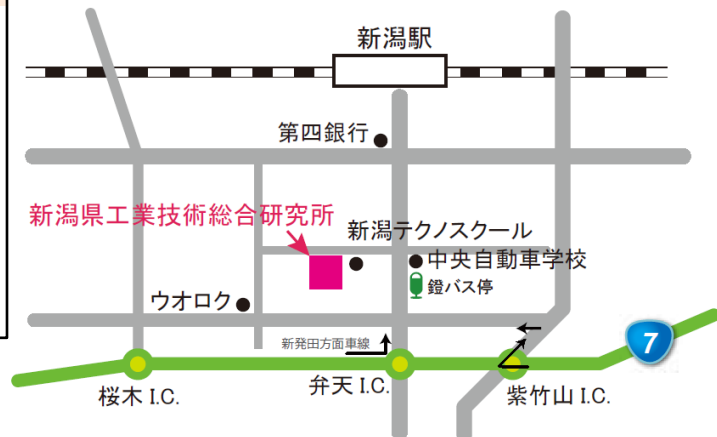 新潟駅
第四銀行
新潟県工業技術総合研究所
新潟テクノスクール
中央自動車学校
鐙バス停
ウオロク
新発田方面車線
7
桜木 I.C.
弁天 I.C.
紫竹山 I.C.